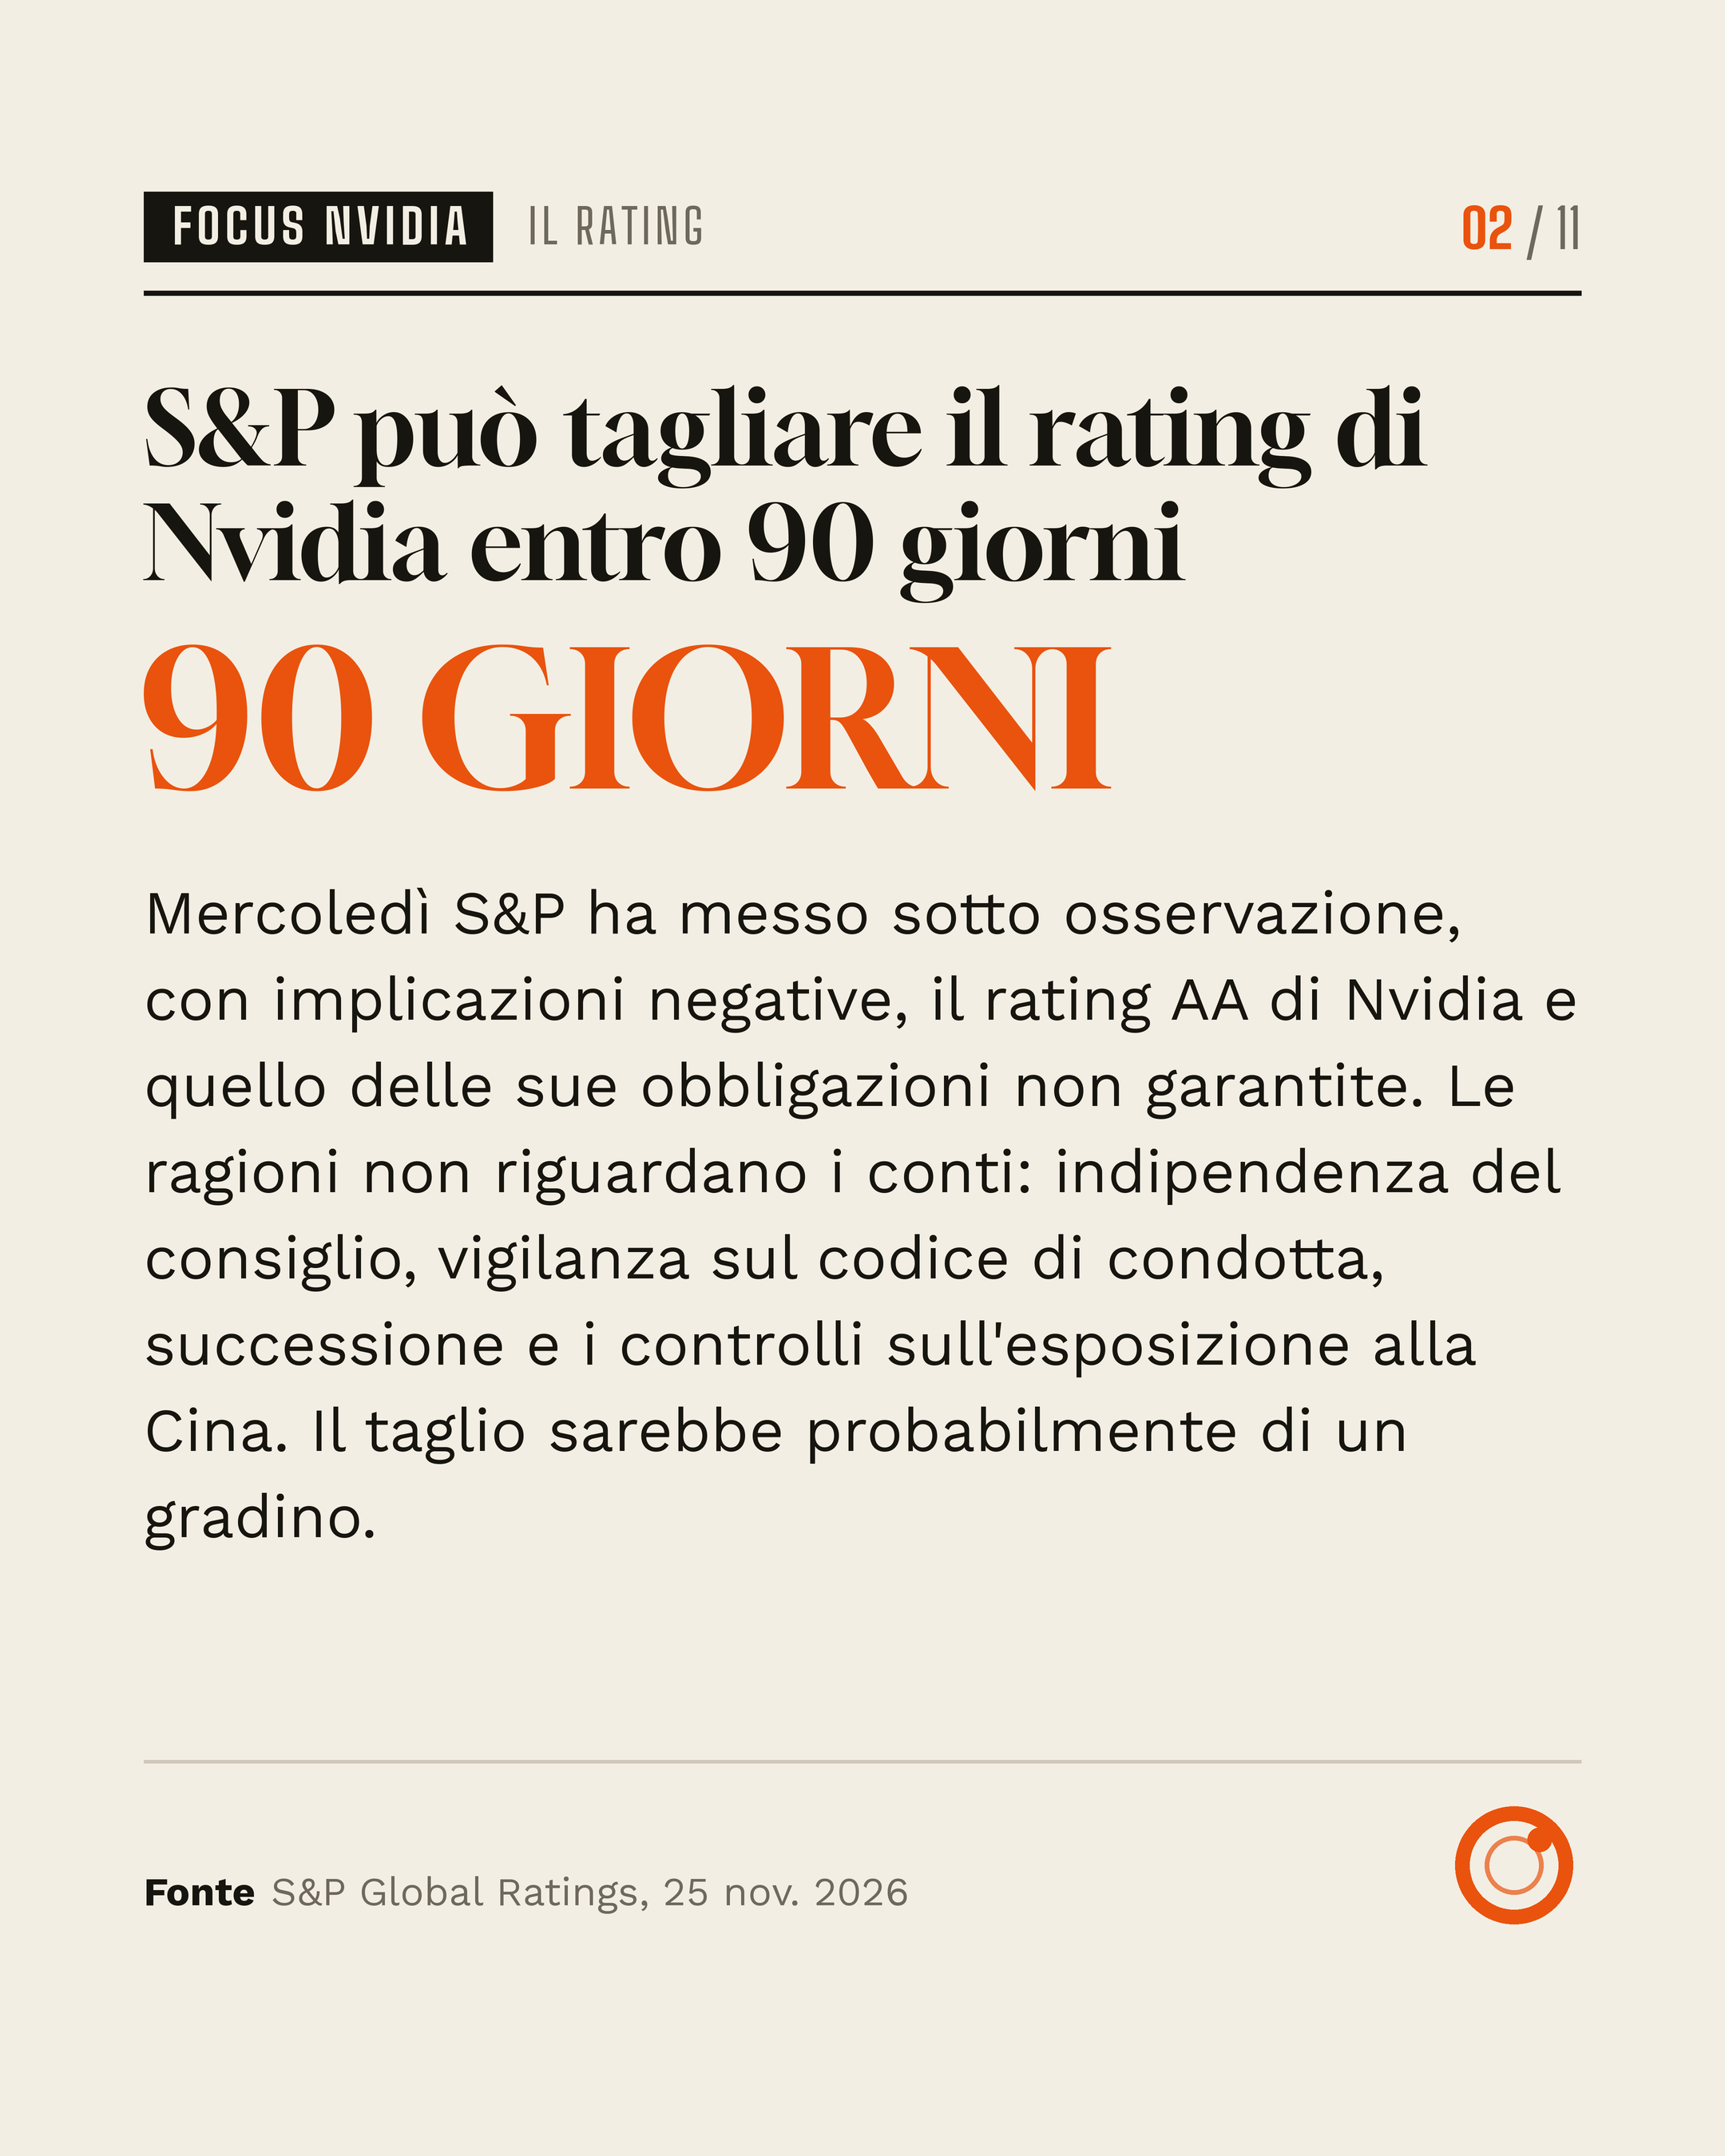 FOCUS NVIDIA IL RATING 02 / 11
S&P può tagliare il rating di
Nvidia entro 90 giorni
90 GIORNI
Mercoledì S&P ha messo sotto osservazione,
con implicazioni negative, il rating AA di Nvidia e
quello delle sue obbligazioni non garantite. Le
ragioni non riguardano i conti: indipendenza del
consiglio, vigilanza sul codice di condotta,
successione e i controlli sull'esposizione alla
Cina. Il taglio sarebbe probabilmente di un
gradino.
Fonte S&P Global Ratings, 25 nov. 2026